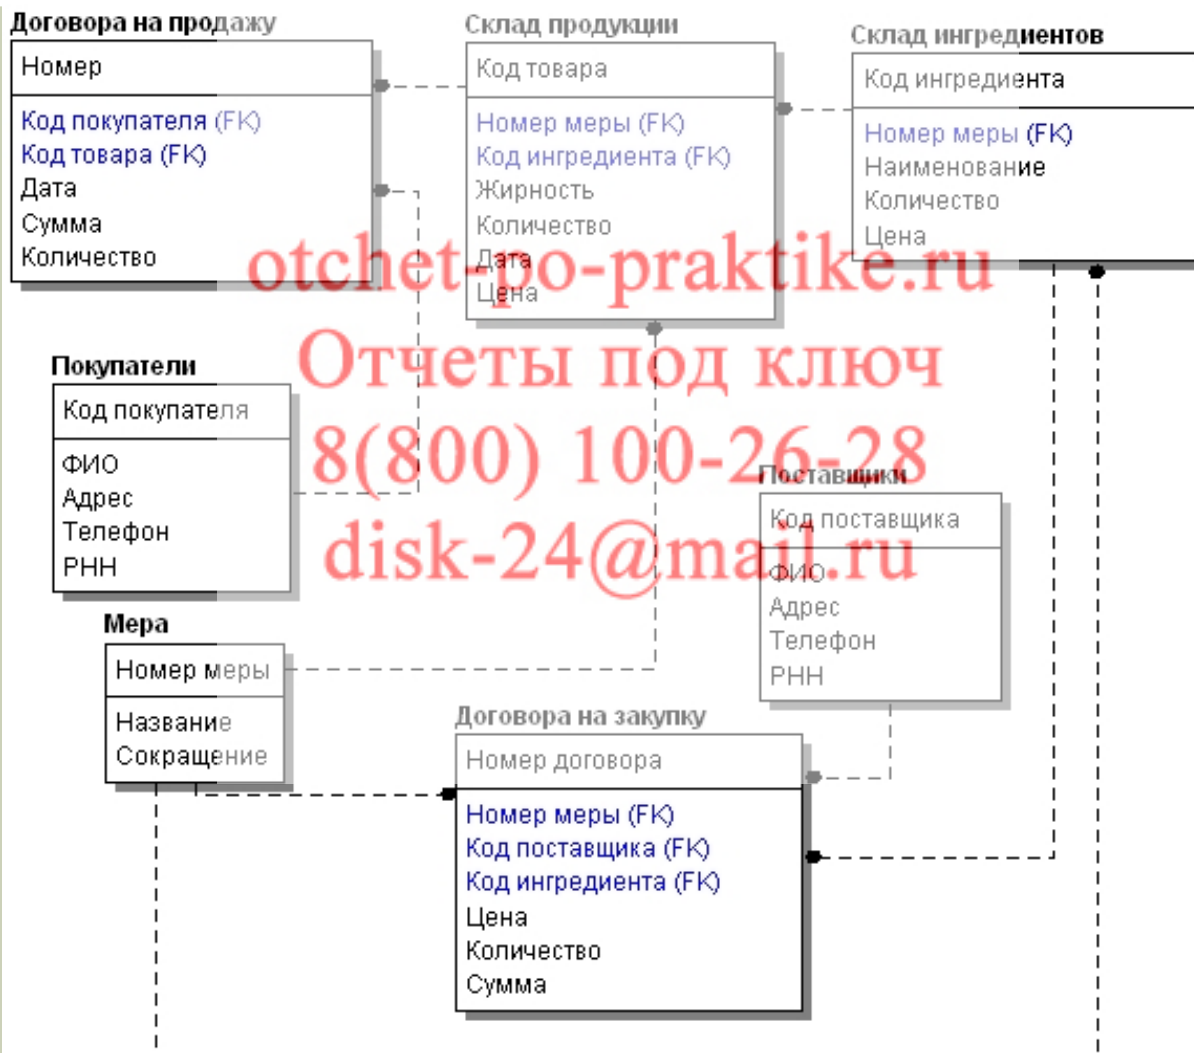 Договора на продажу
Номер
Код покупателя (FK)
Код товара (FK)
Дата
Сумма
Количество
Склад продукции
Код товара
Номер меры (FK)
Код ингредиента (FK)
Жирность
Количество
Дата
Цена
Склад ингредиентов
Код ингредиента
Номер меры (FK)
Наименование
Количество
Цена
otchet-po-praktike.ru
Отчеты под ключ
8(800) 100-26-28
disk-24@mail.ru
Покупатели
Код покупателя
ФИО
Адрес
Телефон
РНН
Поставщики
Код поставщика
ФИО
Адрес
Телефон
РНН
Мера
Номер меры
Название
Сокращение
Договора на закупку
Номер договора
Номер меры (FK)
Код поставщика (FK)
Код ингредиента (FK)
Цена
Количество
Сумма